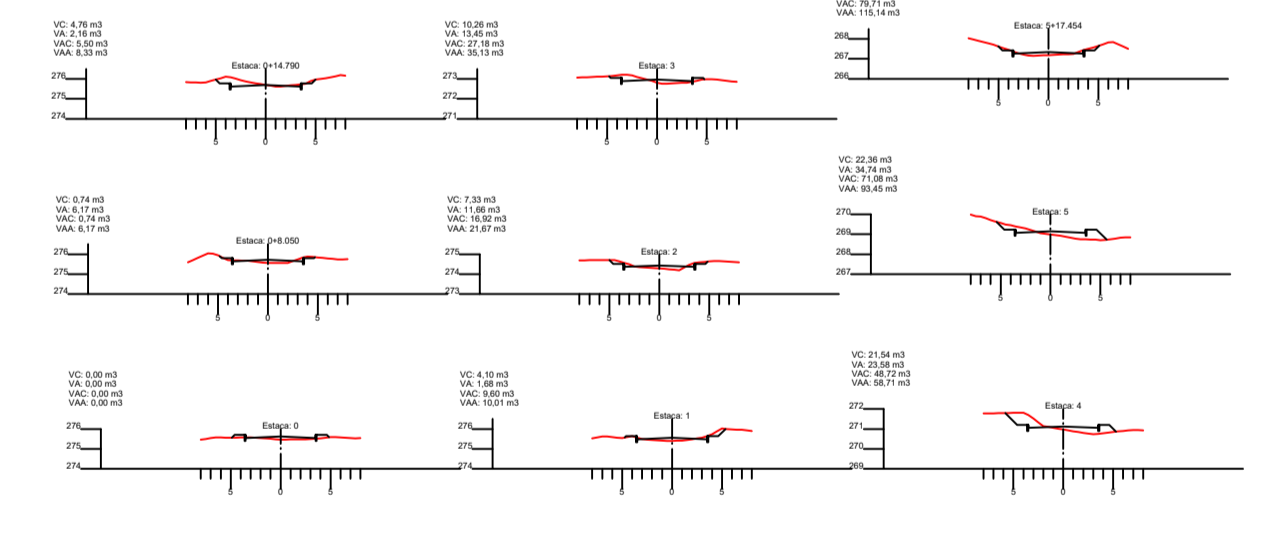 VC: 4,76 m3
VA: 2,16 m3
VAC: 5,50 m3
VAA: 8,33 m3
Estaca: 0+14.790
276
275
274
5
0
5
VC: 10,26 m3
VA: 13,45 m3
VAC: 27,18 m3
VAA: 35,13 m3
Estaca: 3
273
272
271
5
0
5
VAC: 79,71 m3
VAA: 115,14 m3
Estaca: 5+17.454
268
267
266
5
0
5
VC: 0,74 m3
VA: 6,17 m3
VAC: 0,74 m3
VAA: 6,17 m3
Estaca: 0+8.050
276
275
274
5
0
5
VC: 7,33 m3
VA: 11,66 m3
VAC: 16,92 m3
VAA: 21,67 m3
Estaca: 2
275
274
273
5
0
5
VC: 22,36 m3
VA: 34,74 m3
VAC: 71,08 m3
VAA: 93,45 m3
Estaca: 5
270
269
268
267
5
0
5
VC: 0,00 m3
VA: 0,00 m3
VAC: 0,00 m3
VAA: 0,00 m3
Estaca: 0
276
275
274
5
0
5
VC: 4,10 m3
VA: 1,68 m3
VAC: 9,60 m3
VAA: 10,01 m3
Estaca: 1
276
275
274
5
0
5
VC: 21,54 m3
VA: 23,58 m3
VAC: 48,72 m3
VAA: 58,71 m3
Estaca: 4
272
271
270
269
5
0
5